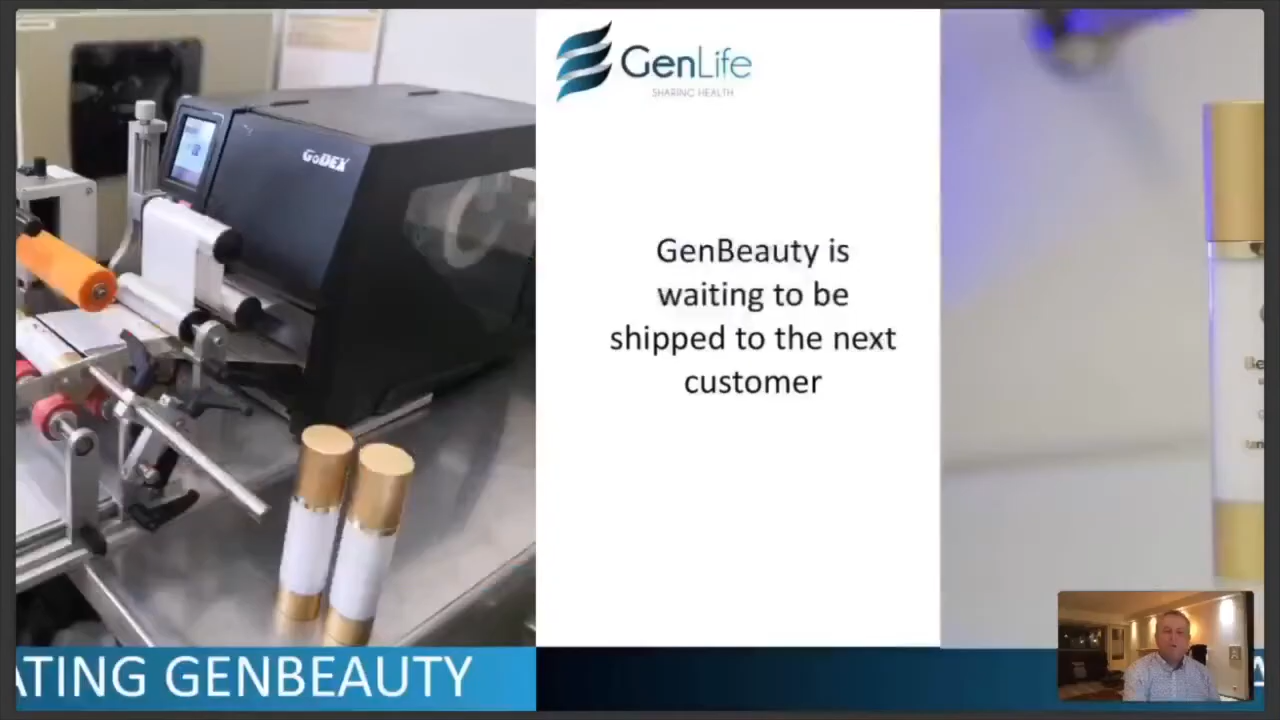 GoDEX
GenLife
SHARING HEALTH
GenBeauty is
waiting to be
shipped to the next
customer
ATING GENBEAUTY